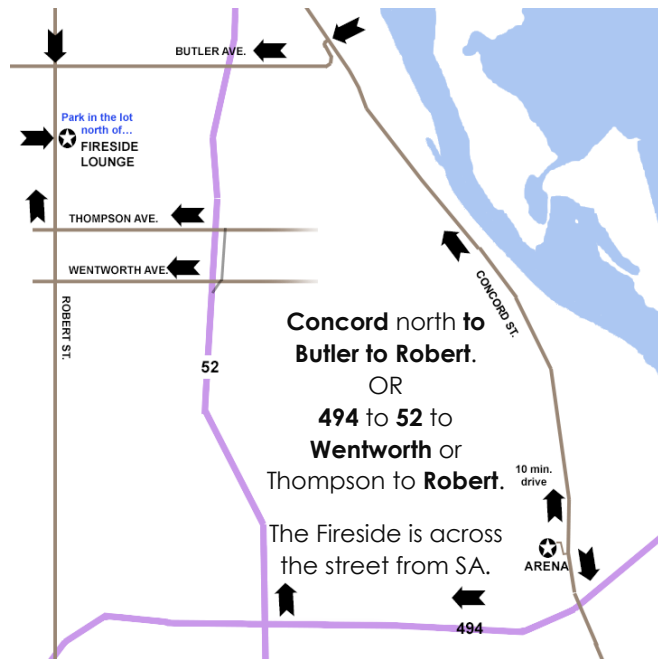 BUTLER AVE.
Park in the lot
north of...
FIRESIDE
LOUNGE
THOMPSON AVE.
WENTWORTH AVE.
ROBERT ST.
CONCORD ST.
52
Concord north to
Butler to Robert.
OR
494 to 52 to
Wentworth or
Thompson to Robert.
10 min.
drive
The Fireside is across
the street from SA.
ARENA
494